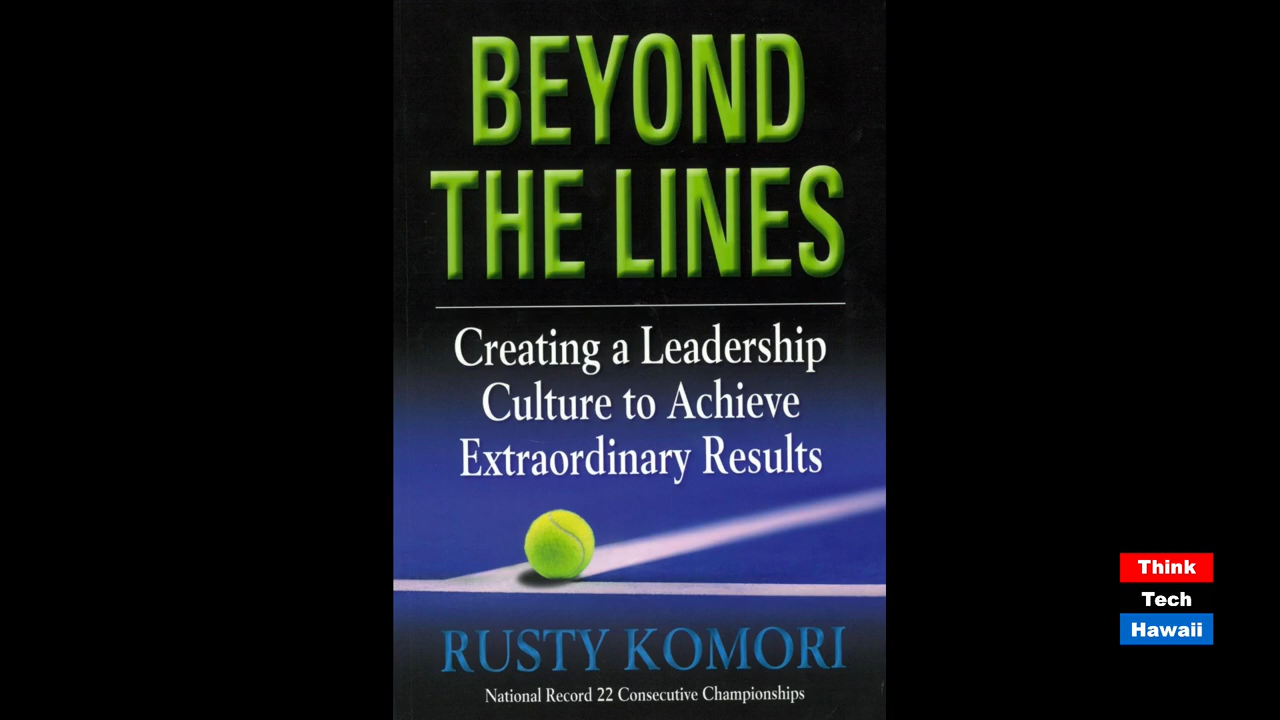 BEYOND
THE LINES
Creating a Leadership
Culture to Achieve
Extraordinary Results
RUSTY KOMORI
National Record 22 Consecutive Championships
Think
Tech
Hawaii